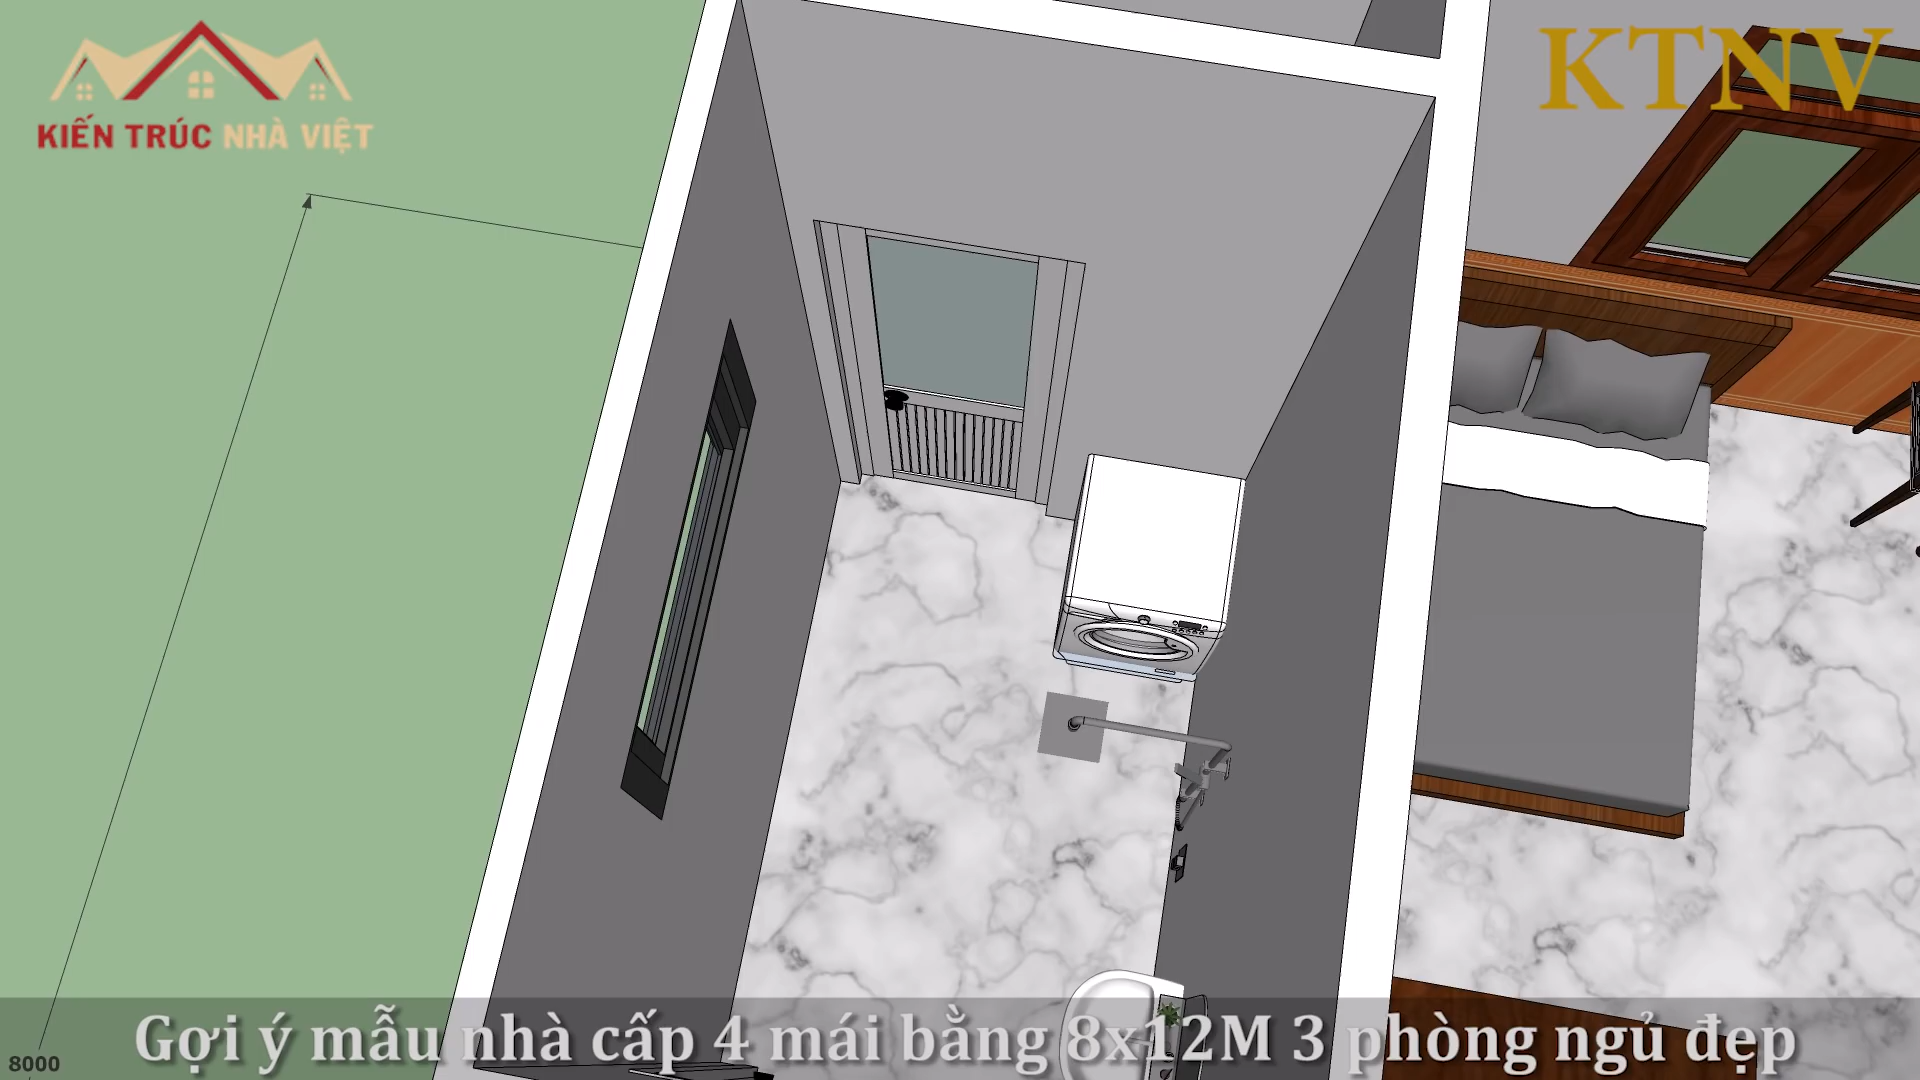 KTNV
KIẾN TRÚC NHÀ VIỆT
Gợi ý mẫu nhà cấp 4 mái bằng 8x12M 3 phòng ngủ đẹp
8000